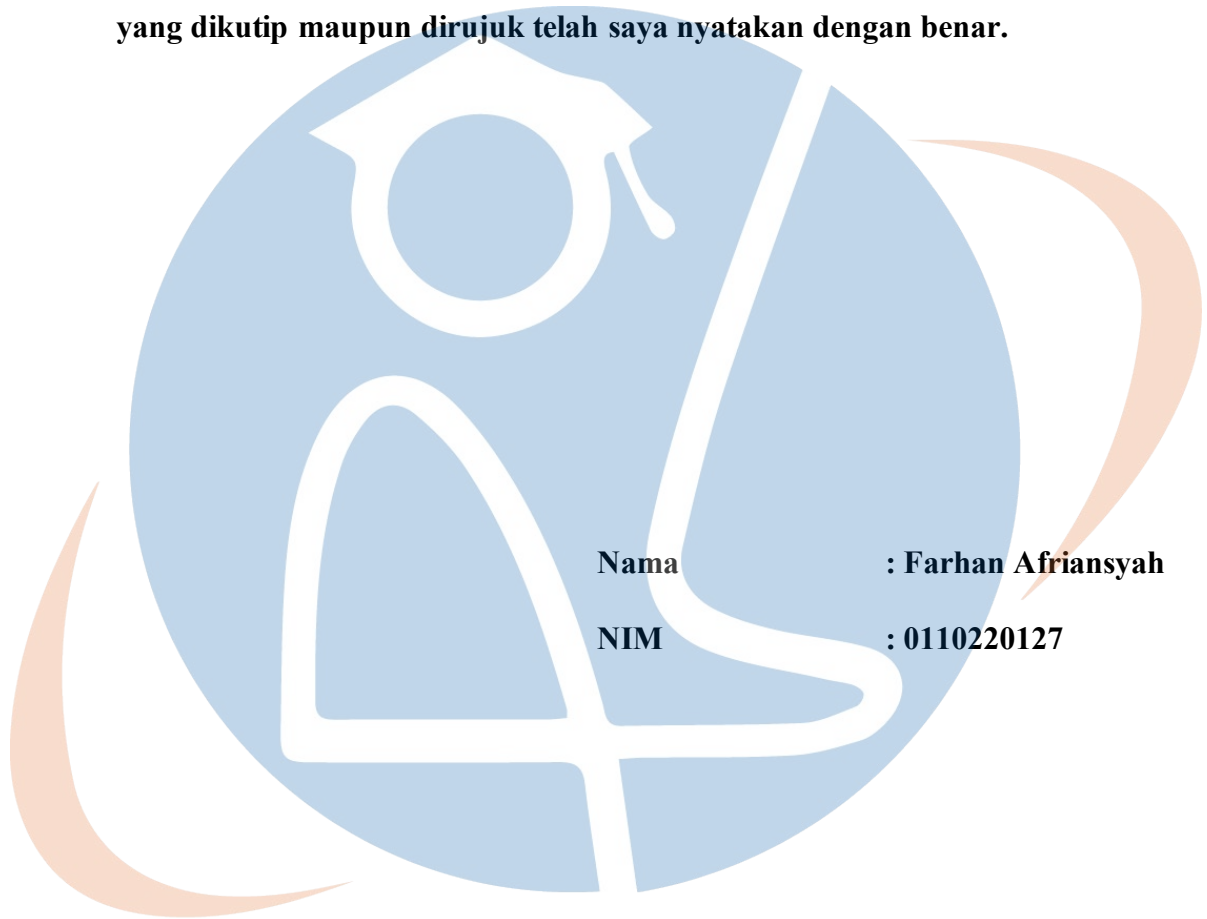 yang dikutip maupun dirujuk telah saya nyatakan dengan benar.
Nama : Farhan Afriansyah
NIM : 0110220127